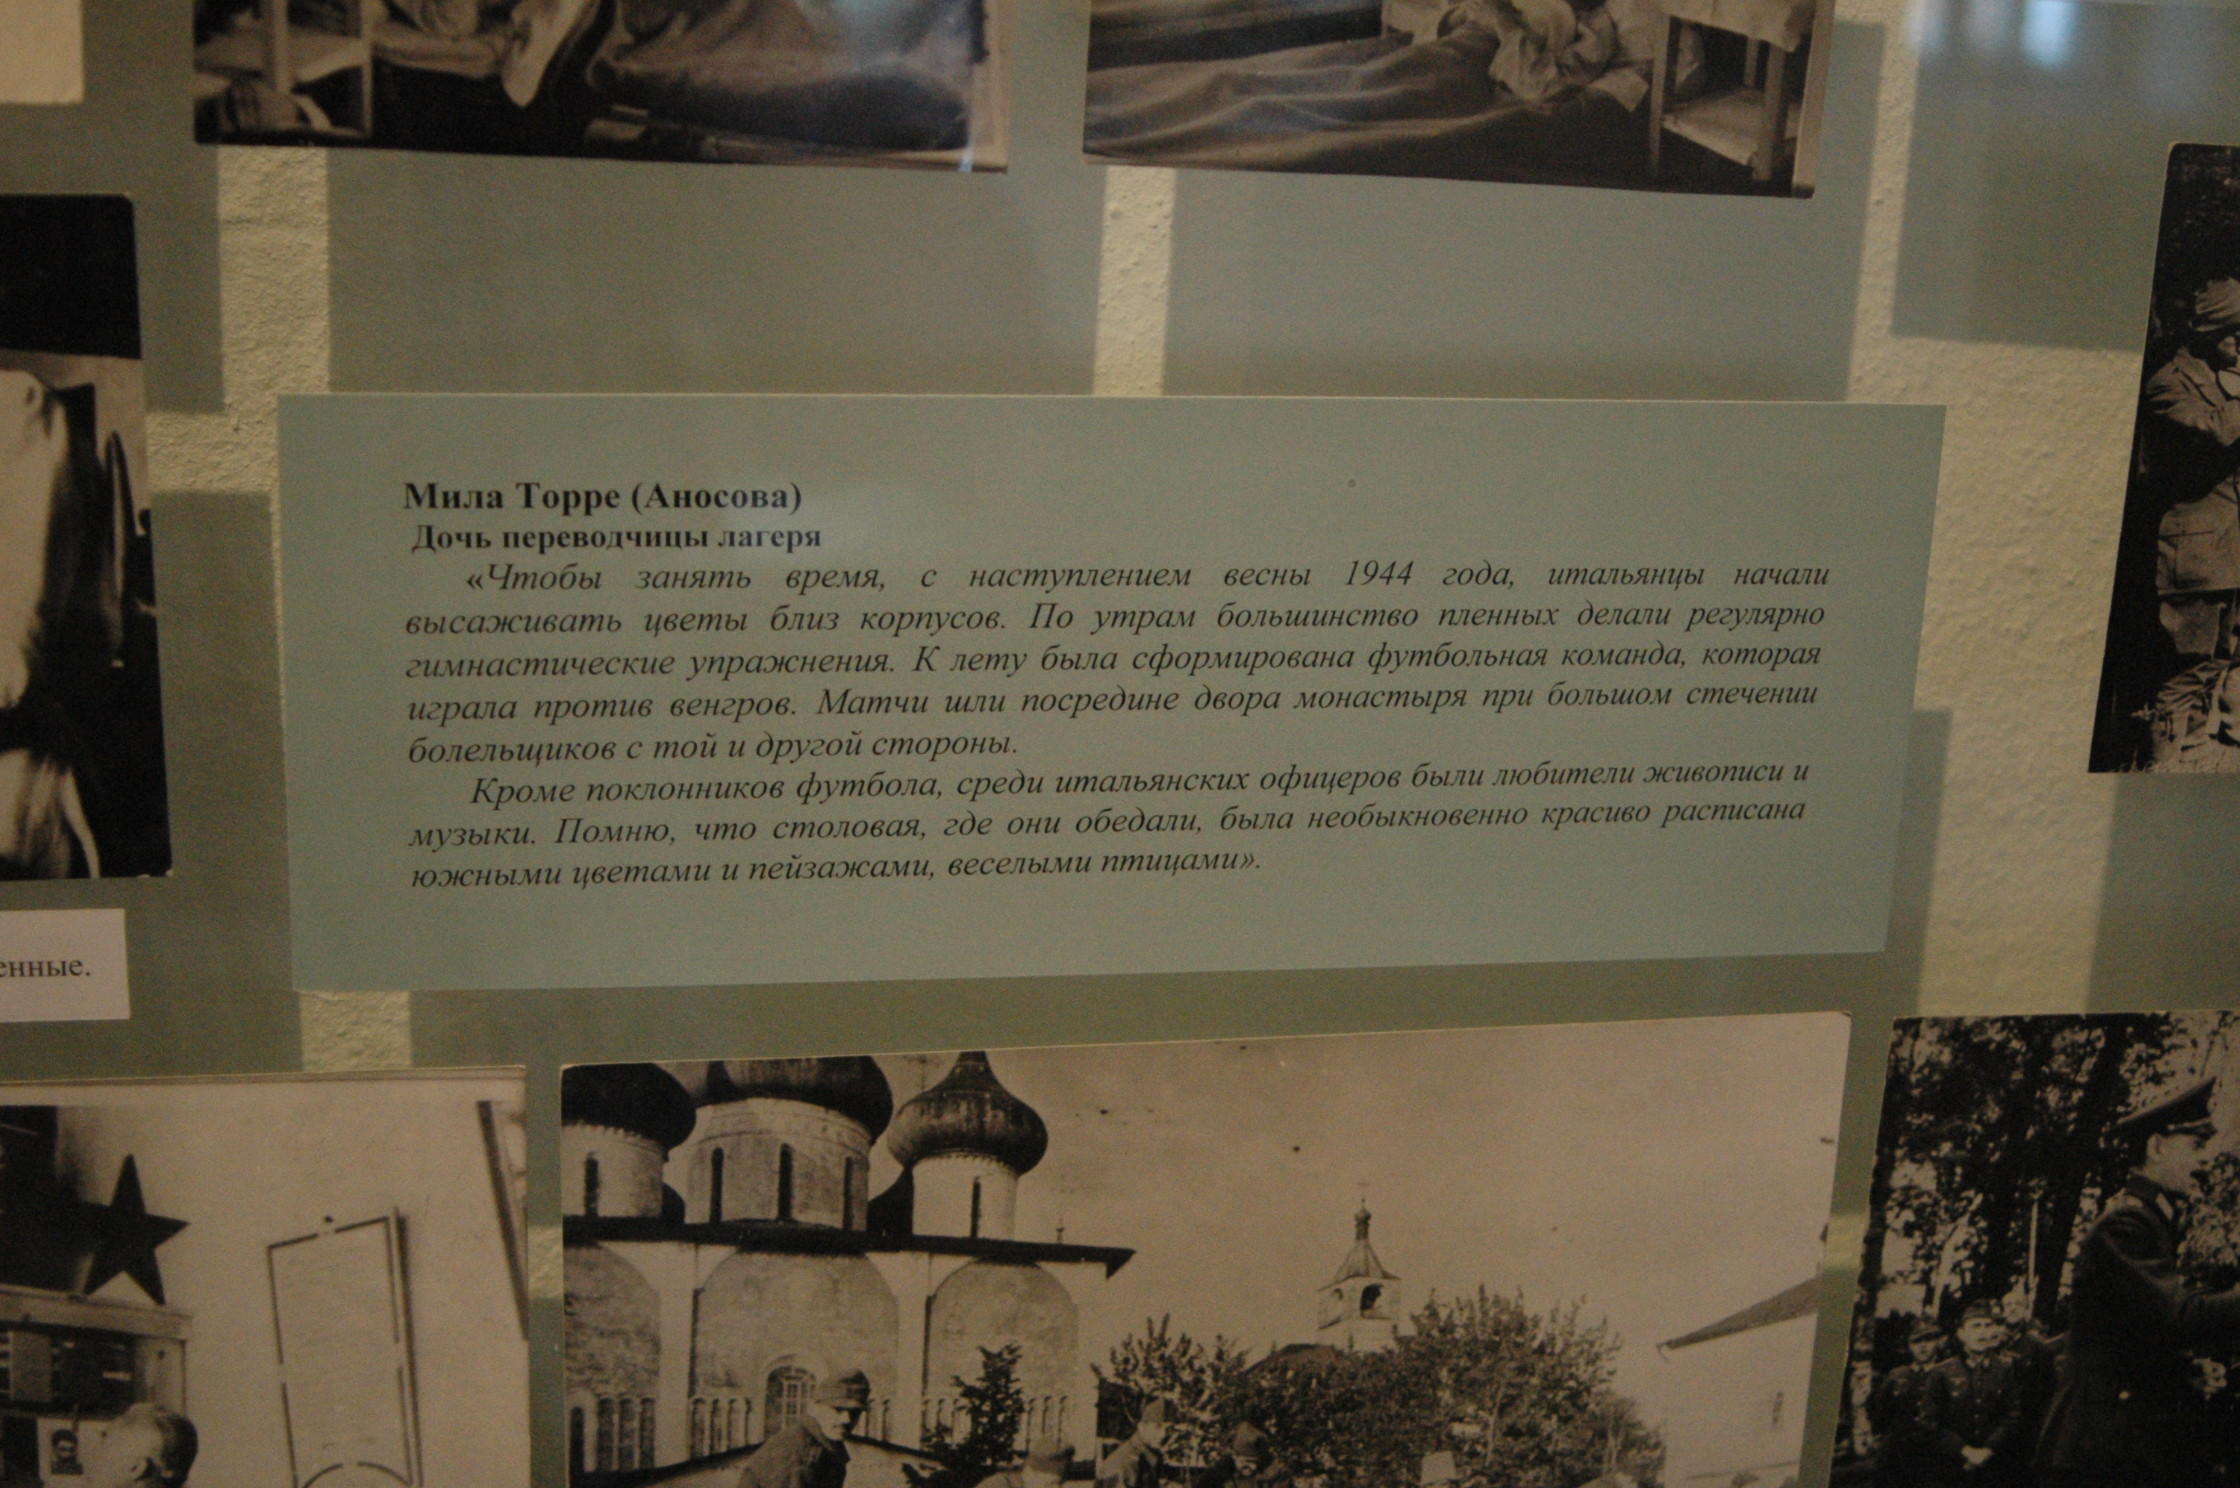 Мила Торре (Аносова)
Дочь переводчицы лагеря
«Чтобы занять время, с наступлением весны 1944 года, итальянцы начали
высаживать цветы близ корпусов. По утрам большинство пленных делали регулярно
гимнастические упражнения. К лету была сформирована футбольная команда, которая
играла против венгров. Матчи шли посредине двора монастыря при большом стечении
болельщиков с той и другой стороны.
Кроме поклонников футбола, среди итальянских офицеров были любители живописи и
музыки. Помню, что столовая, где они обедали, была необыкновенно красиво расписана
южными цветами и пейзажами, веселыми птицами».
енные.